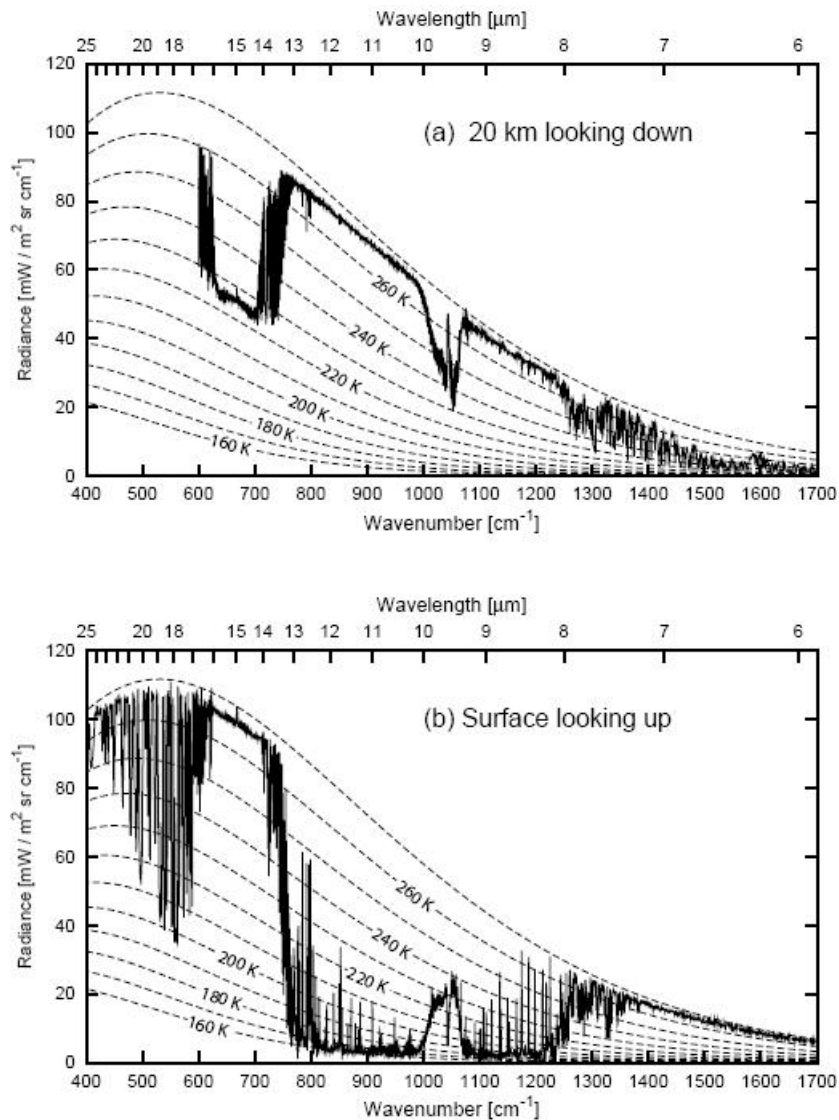 Wavelength [μm]
25 20 18 16 15 14 13 12 11 10 9 8 7 6
(a) 20 km looking down
120
100
80
60
40
20
0
Radiance [mW / m² sr cm⁻¹]
260 K
240 K
220 K
200 K
180 K
160 K
400 500 600 700 800 900 1000 1100 1200 1300 1400 1500 1600 1700
Wavenumber [cm⁻¹]
Wavelength [μm]
25 20 18 16 15 14 13 12 11 10 9 8 7 6
(b) Surface looking up
120
100
80
60
40
20
0
Radiance [mW / m² sr cm⁻¹]
260 K
240 K
220 K
200 K
180 K
160 K
400 500 600 700 800 900 1000 1100 1200 1300 1400 1500 1600 1700
Wavenumber [cm⁻¹]